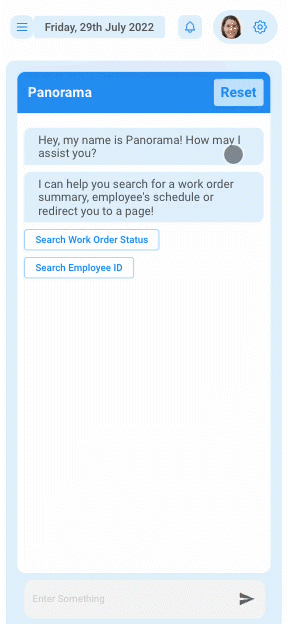 Friday, 29th July 2022
Panorama
Reset
Hey, my name is Panorama! How may I
assist you?
I can help you search for a work order
summary, employee's schedule or
redirect you to a page!
Search Work Order Status
Search Employee ID
Enter Something